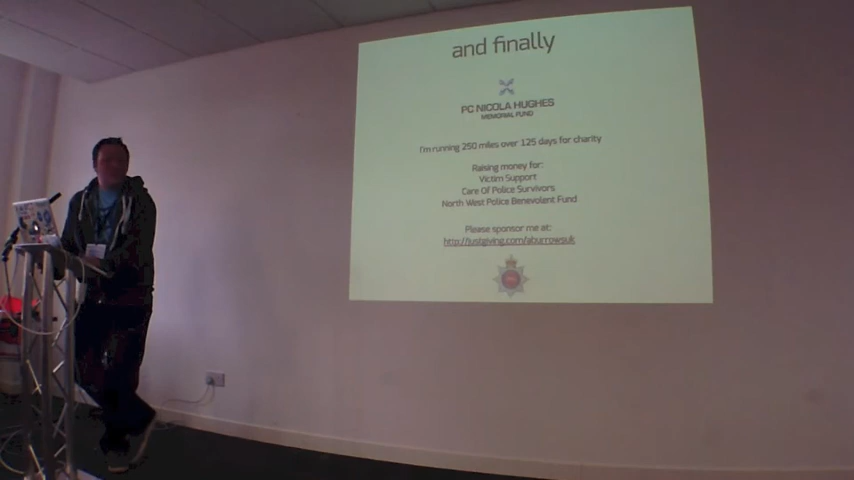 and finally
PC NICOLA HUGHES
MEMORIAL FUND
I'm running 250 miles over 125 days for charity
Raising money for:
Victim Support
Care Of Police Survivors
North West Police Benevolent Fund
Please sponsor me at:
http://justgiving.com/aburrowsuk